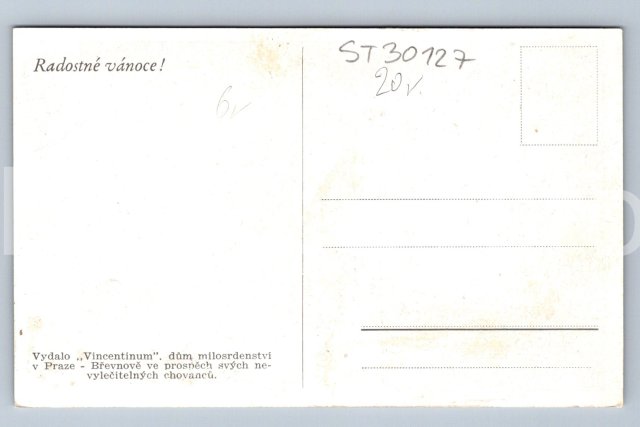 Radostné vánoce!
ST30127
20,-
Vydalo „Vincentinum", dům milosrdenství
v Praze - Břevnově ve prospěch svých ne-
vyléčitelných chovanců.